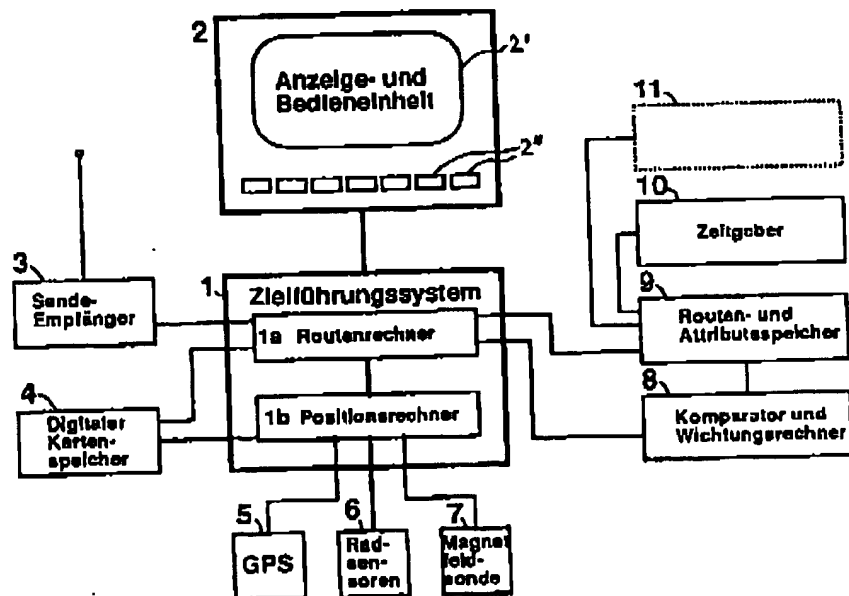 2
2'
Anzeige- und
Bedieneinheit
2"
11
10
Zeitgeber
3
Sende-
Empfänger
1
Zielführungssystem
1a Routenrechner
9
Routen- und
Attributespeicher
4
Digitaler
Karten-
speicher
1b Positionsrechner
8
Komparator und
Wichtungsrechner
5
GPS
6
Rad-
sen-
soren
7
Magnet
feld-
sonde